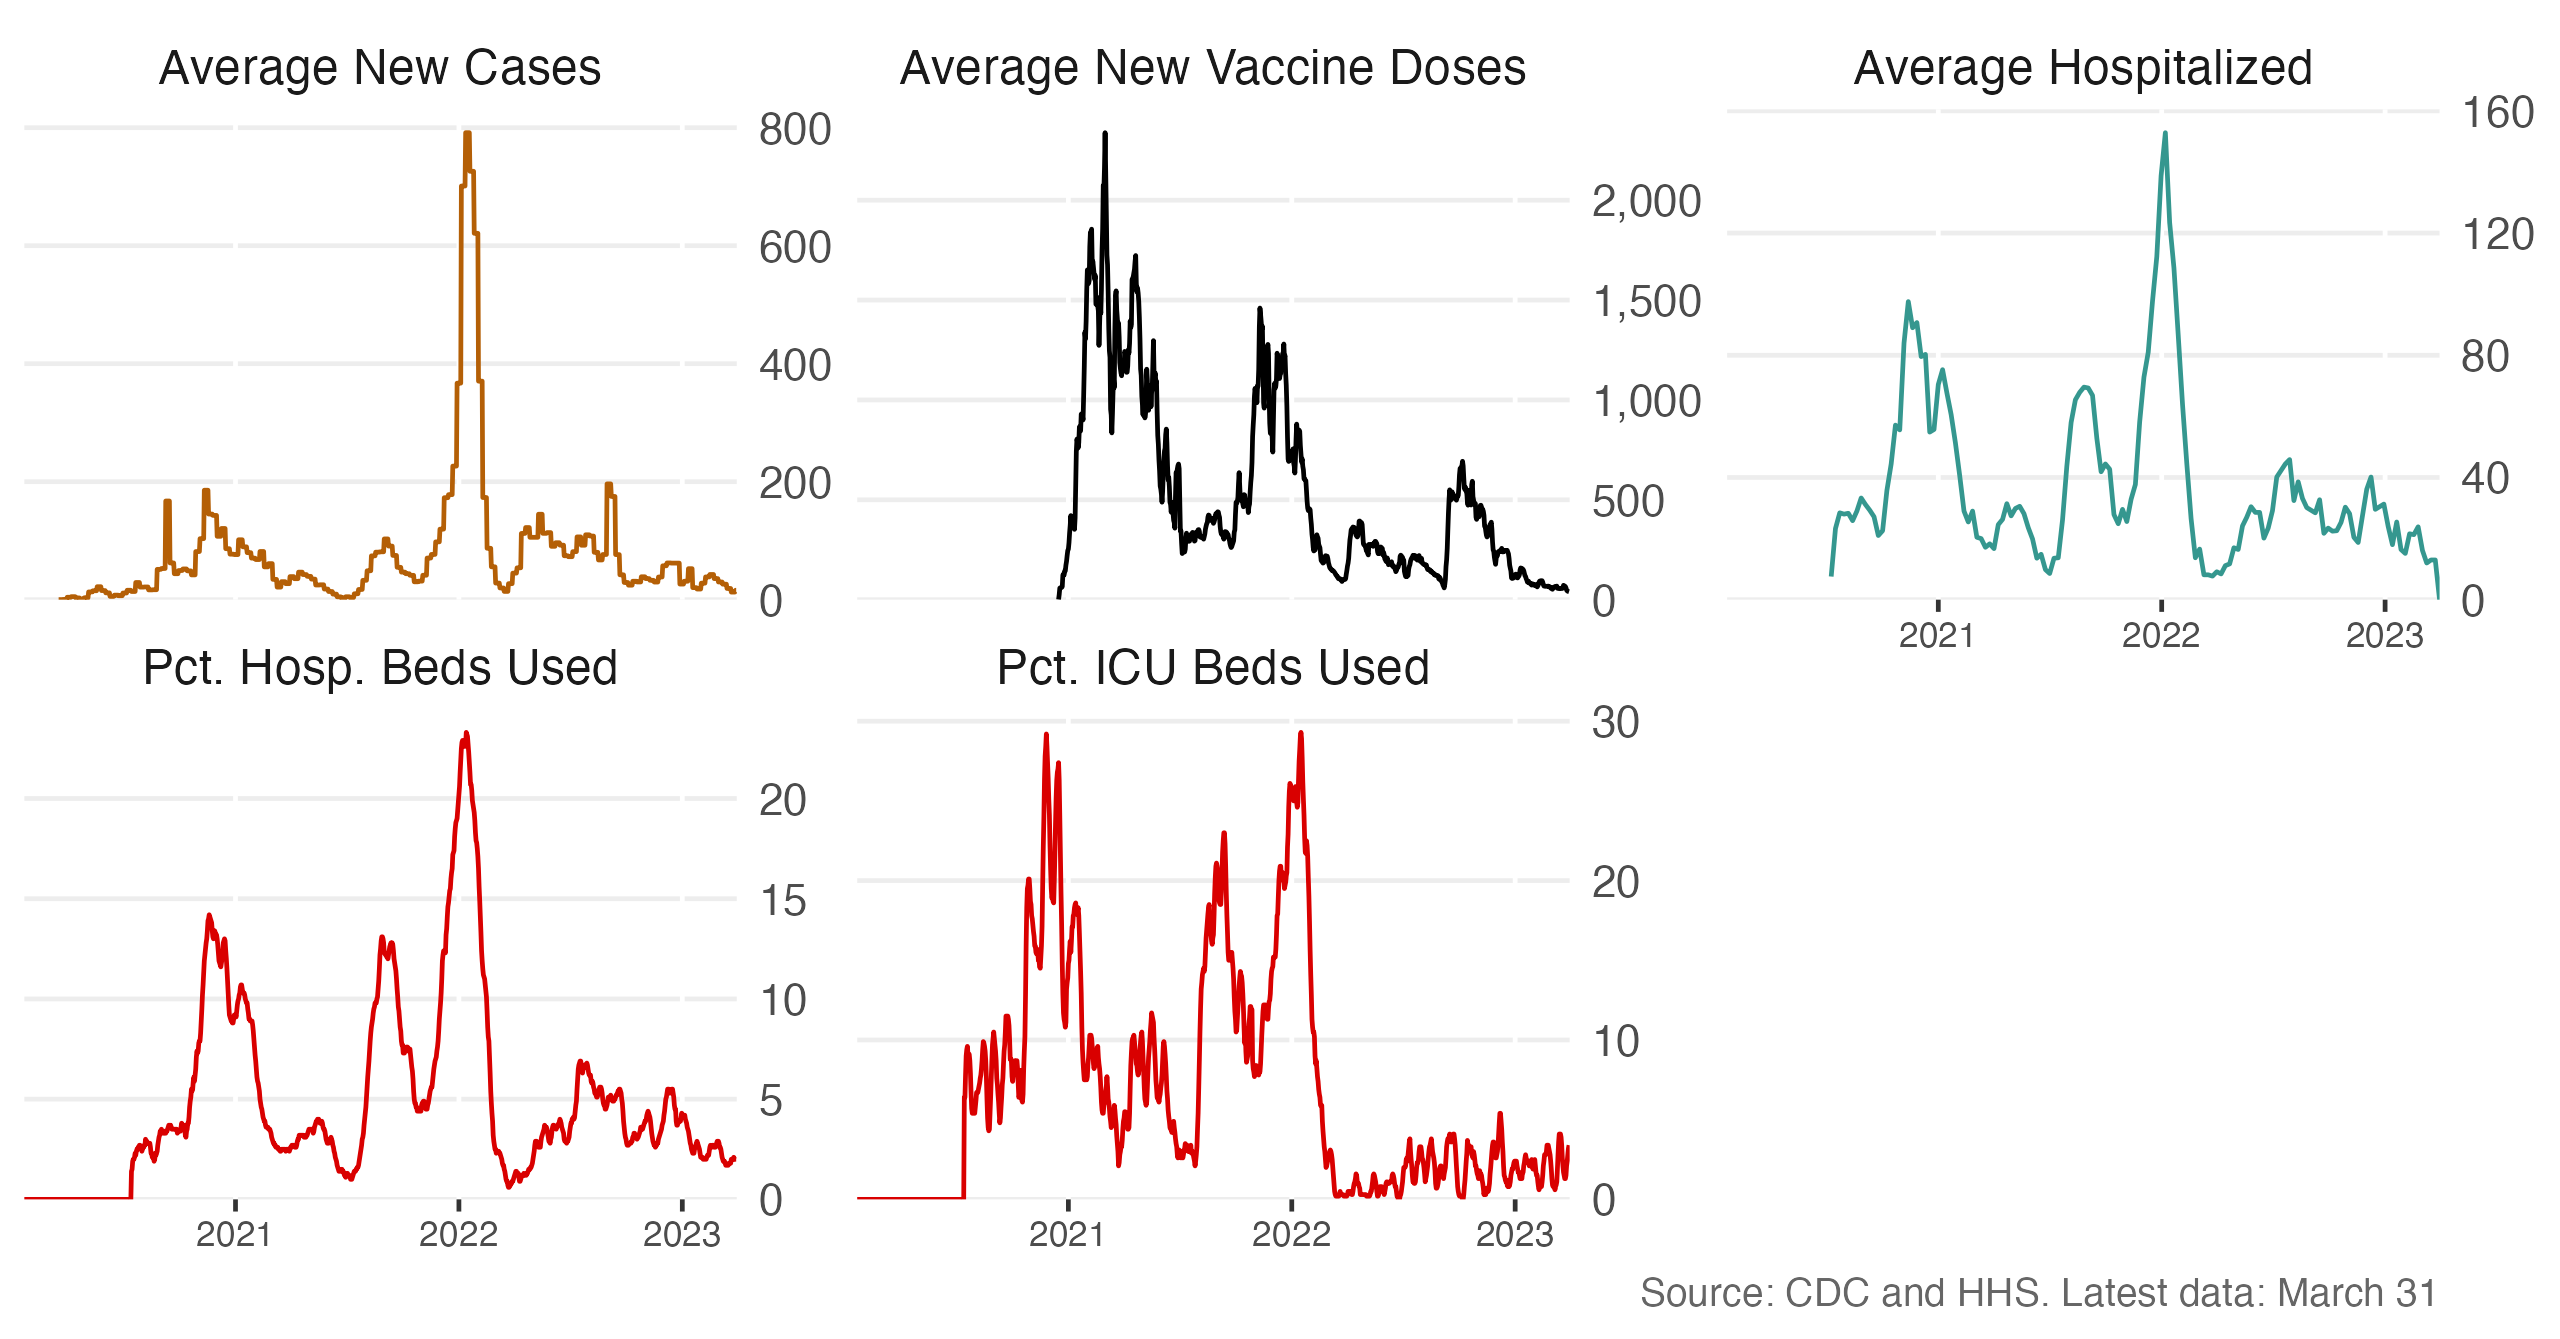 Average New Cases
800
600
400
200
0
Average New Vaccine Doses
2,000
1,500
1,000
500
0
Average Hospitalized
160
120
80
40
0
2021 2022 2023
Pct. Hosp. Beds Used
20
15
10
5
0
2021 2022 2023
Pct. ICU Beds Used
30
20
10
0
2021 2022 2023
Source: CDC and HHS. Latest data: March 31